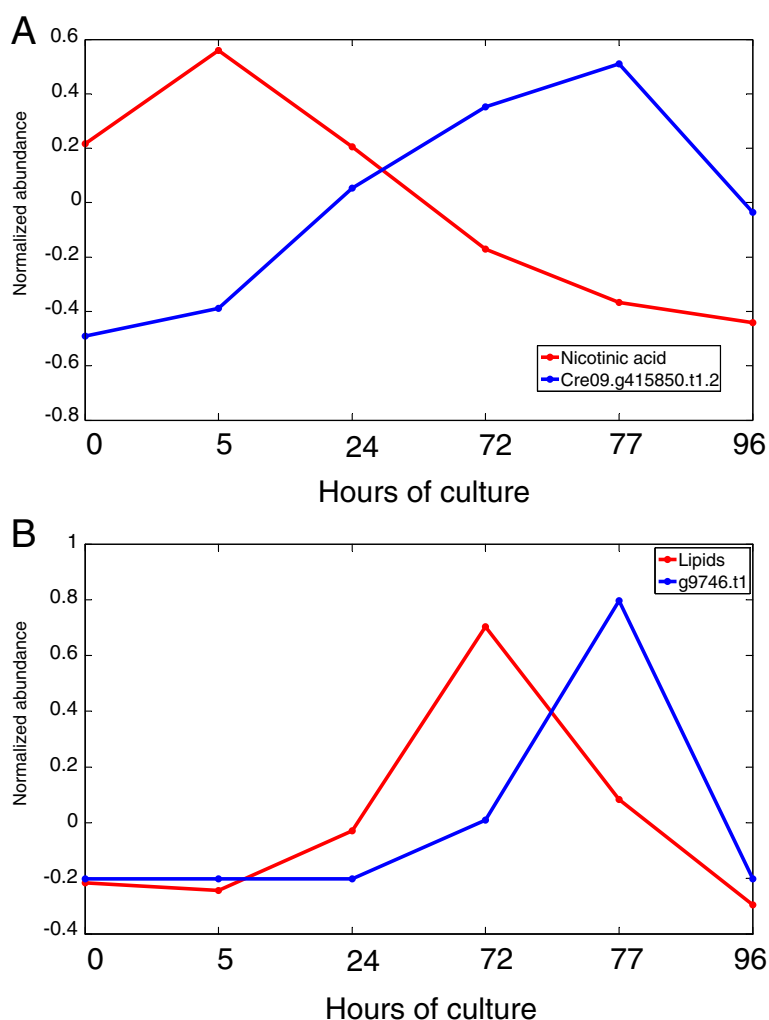 A
0.6
0.4
0.2
0
-0.2
-0.4
-0.6
-0.8
Normalized abundance
Nicotinic acid
Cre09.g415850.t1.2
0 5 24 72 77 96
Hours of culture
B
1
0.8
0.6
0.4
0.2
0
-0.2
-0.4
Normalized abundance
Lipids
g9746.t1
0 5 24 72 77 96
Hours of culture